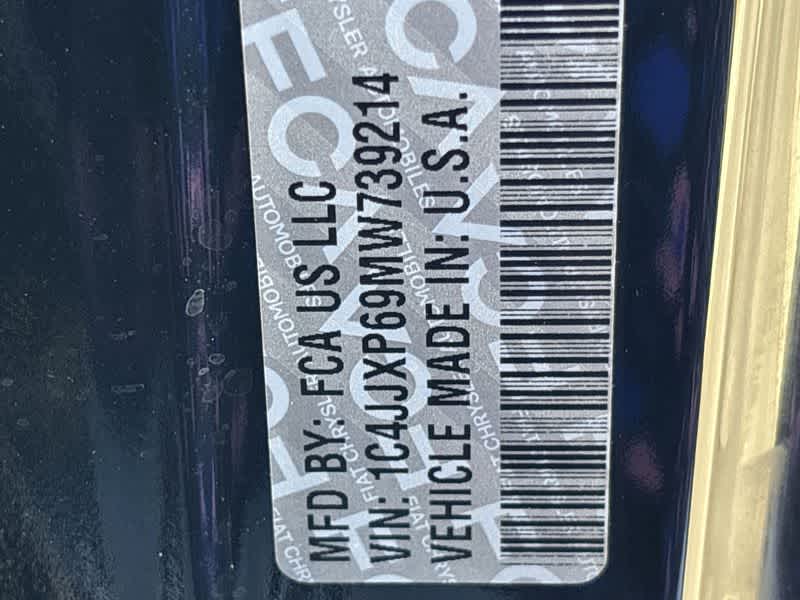 MFD BY: FCA US LLC
VIN: 1C4JJXP69MW739214
VEHICLE MADE IN: U.S.A.